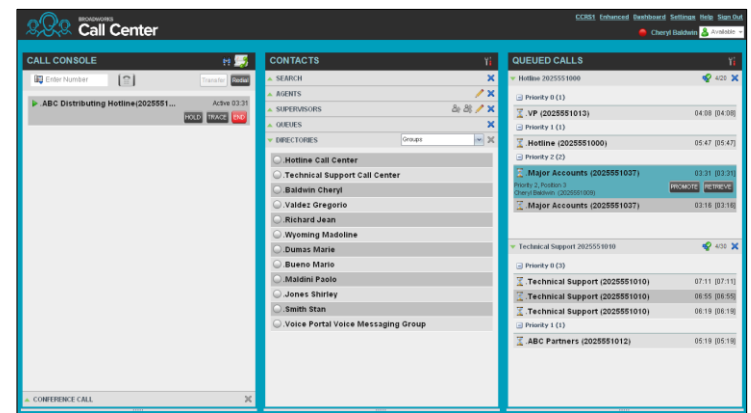 BROADWORKS
Call Center
CCRS1 Enhanced Dashboard Settings Help Sign Out
Cheryl Baldwin Available
CALL CONSOLE
Enter Number Transfer Redial
ABC Distributing Hotline(2025551... Active 03:31
HOLD TRACE END
CONFERENCE CALL
CONTACTS
SEARCH
AGENTS
SUPERVISORS
QUEUES
DIRECTORIES Groups
.Hotline Call Center
.Technical Support Call Center
.Baldwin Cheryl
.Valdez Gregorio
.Richard Jean
.Wyoming Madoline
.Dumas Marie
.Bueno Mario
.Maldini Paolo
.Jones Shirley
.Smith Stan
.Voice Portal Voice Messaging Group
QUEUED CALLS
Hotline 2025551000 4/20
Priority 0 (1)
.VP (2025551013) 04:08 [04:08]
Priority 1 (1)
.Hotline (2025551000) 05:47 [05:47]
Priority 2 (2)
.Major Accounts (2025551037) 03:31 [03:31]
Priority 2, Position 3
Cheryl Baldwin (2025551009) PROMOTE RETRIEVE
.Major Accounts (2025551037) 03:18 [03:18]
Technical Support 2025551010 4/30
Priority 0 (3)
.Technical Support (2025551010) 07:11 [07:11]
.Technical Support (2025551010) 06:55 [06:55]
.Technical Support (2025551010) 06:19 [06:19]
Priority 1 (1)
.ABC Partners (2025551012) 05:19 [05:19]